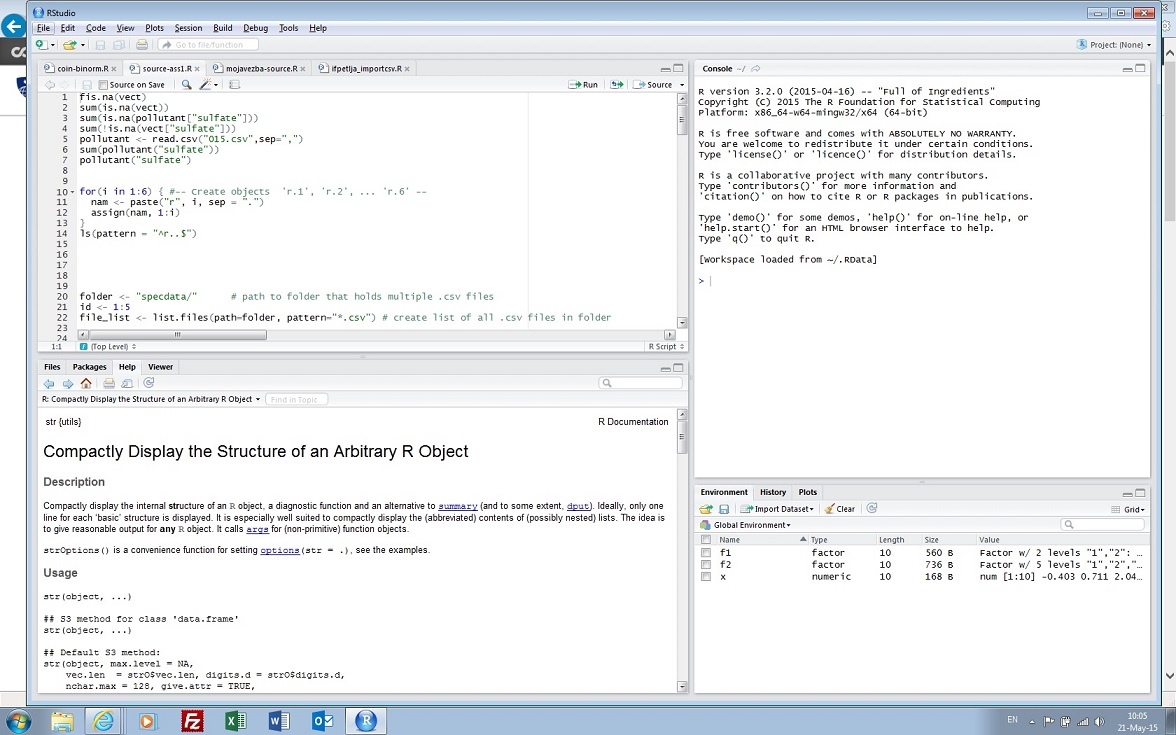 RStudio
File Edit Code View Plots Session Build Debug Tools Help
Go to file/function
Project: (None)
coin-binorm.R source-ass1.R mojavezba-source.R ifpetlja_importcsv.R
Source on Save Run Source
1 fis.na(vect)
2 sum(is.na(vect))
3 sum(is.na(pollutant["sulfate"]))
4 sum(!is.na(vect["sulfate"]))
5 pollutant <- read.csv("015.csv",sep=",")
6 sum(pollutant("sulfate"))
7 pollutant("sulfate")
8
9
10 for(i in 1:6) { #-- Create objects 'r.1', 'r.2', ... 'r.6' --
11 nam <- paste("r", i, sep = ".")
12 assign(nam, 1:i)
13 }
14 ls(pattern = "^r..$")
15
16
17
18
19
20 folder <- "specdata/" # path to folder that holds multiple .csv files
21 id <- 1:5
22 file_list <- list.files(path=folder, pattern="*.csv") # create list of all .csv files in folder
23
24
1:1 (Top Level) R Script
Files Packages Help Viewer
R: Compactly Display the Structure of an Arbitrary R Object Find in Topic
str {utils} R Documentation
Compactly Display the Structure of an Arbitrary R Object
Description
Compactly display the internal structure of an R object, a diagnostic function and an alternative to summary (and to some extent, dput). Ideally, only one
line for each 'basic' structure is displayed. It is especially well suited to compactly display the (abbreviated) contents of (possibly nested) lists. The idea is
to give reasonable output for any R object. It calls args for (non-primitive) function objects.
strOptions() is a convenience function for setting options(str = .), see the examples.
Usage
str(object, ...)
## S3 method for class 'data.frame'
str(object, ...)
## Default S3 method:
str(object, max.level = NA,
vec.len = strO$vec.len, digits.d = strO$digits.d,
nchar.max = 128, give.attr = TRUE,
Console ~/
R version 3.2.0 (2015-04-16) -- "Full of Ingredients"
Copyright (C) 2015 The R Foundation for Statistical Computing
Platform: x86_64-w64-mingw32/x64 (64-bit)
R is free software and comes with ABSOLUTELY NO WARRANTY.
You are welcome to redistribute it under certain conditions.
Type 'license()' or 'licence()' for distribution details.
R is a collaborative project with many contributors.
Type 'contributors()' for more information and
'citation()' on how to cite R or R packages in publications.
Type 'demo()' for some demos, 'help()' for on-line help, or
'help.start()' for an HTML browser interface to help.
Type 'q()' to quit R.
[Workspace loaded from ~/.RData]
>
Environment History Plots
Import Dataset Clear Grid
Global Environment
Name Type Length Size Value
f1 factor 10 560 B Factor w/ 2 levels "1","2": …
f2 factor 10 736 B Factor w/ 5 levels "1","2","…
x numeric 10 168 B num [1:10] -0.403 0.711 2.04…
EN 10:05
21-May-15